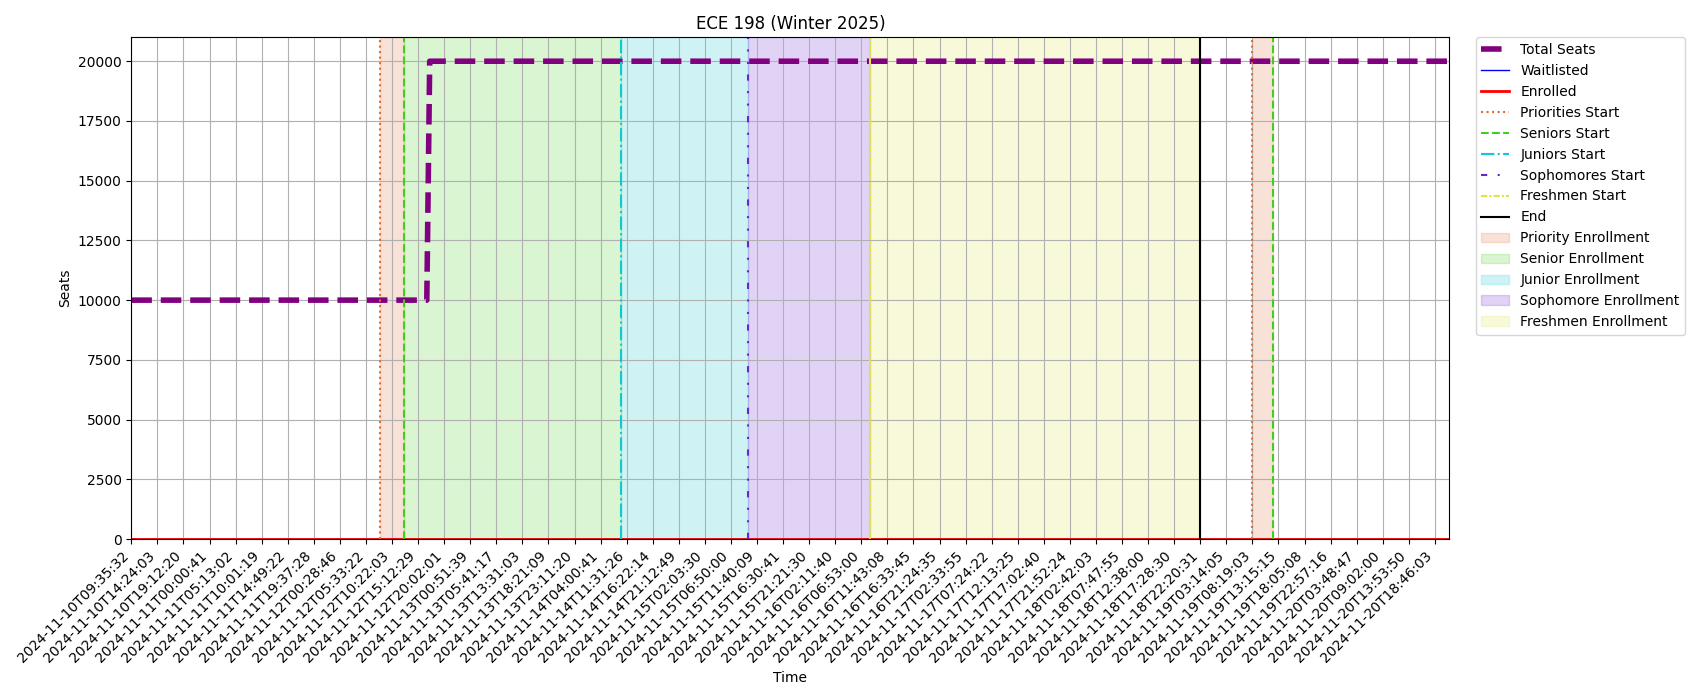 ECE 198 (Winter 2025)
Seats
20000
17500
15000
12500
10000
7500
5000
2500
0
2024-11-10T09:35:32
2024-11-10T14:24:03
2024-11-10T19:12:20
2024-11-11T00:00:41
2024-11-11T05:13:02
2024-11-11T10:01:19
2024-11-11T14:49:22
2024-11-11T19:37:28
2024-11-12T00:28:46
2024-11-12T05:33:22
2024-11-12T10:22:03
2024-11-12T15:12:29
2024-11-12T20:02:01
2024-11-13T00:51:39
2024-11-13T05:41:17
2024-11-13T13:31:03
2024-11-13T18:21:09
2024-11-13T23:11:20
2024-11-14T04:00:41
2024-11-14T11:31:26
2024-11-14T16:22:14
2024-11-14T21:12:49
2024-11-15T02:03:30
2024-11-15T06:50:00
2024-11-15T11:40:09
2024-11-15T16:30:41
2024-11-15T21:21:30
2024-11-16T02:11:40
2024-11-16T06:53:00
2024-11-16T11:43:08
2024-11-16T16:33:45
2024-11-16T21:24:35
2024-11-17T02:33:55
2024-11-17T07:24:22
2024-11-17T12:13:25
2024-11-17T17:02:40
2024-11-17T21:52:24
2024-11-18T02:42:03
2024-11-18T07:47:55
2024-11-18T12:38:00
2024-11-18T17:28:30
2024-11-18T22:20:31
2024-11-19T03:14:05
2024-11-19T08:19:03
2024-11-19T13:15:15
2024-11-19T18:05:08
2024-11-19T22:57:16
2024-11-20T03:48:47
2024-11-20T09:02:00
2024-11-20T13:53:50
2024-11-20T18:46:03
Time
Total Seats
Waitlisted
Enrolled
Priorities Start
Seniors Start
Juniors Start
Sophomores Start
Freshmen Start
End
Priority Enrollment
Senior Enrollment
Junior Enrollment
Sophomore Enrollment
Freshmen Enrollment